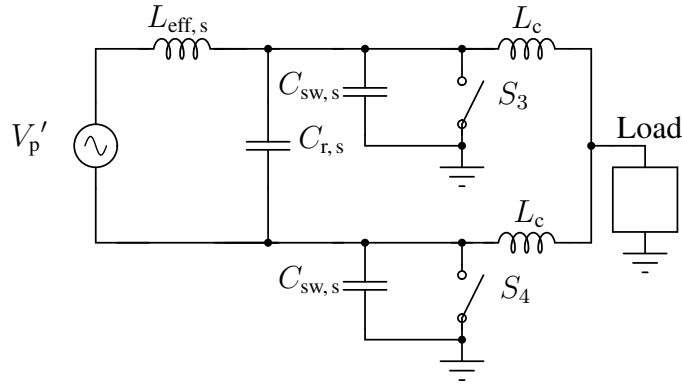 L_eff, s
L_c
C_sw, s
S_3
V_p′
C_r, s
Load
L_c
C_sw, s
S_4